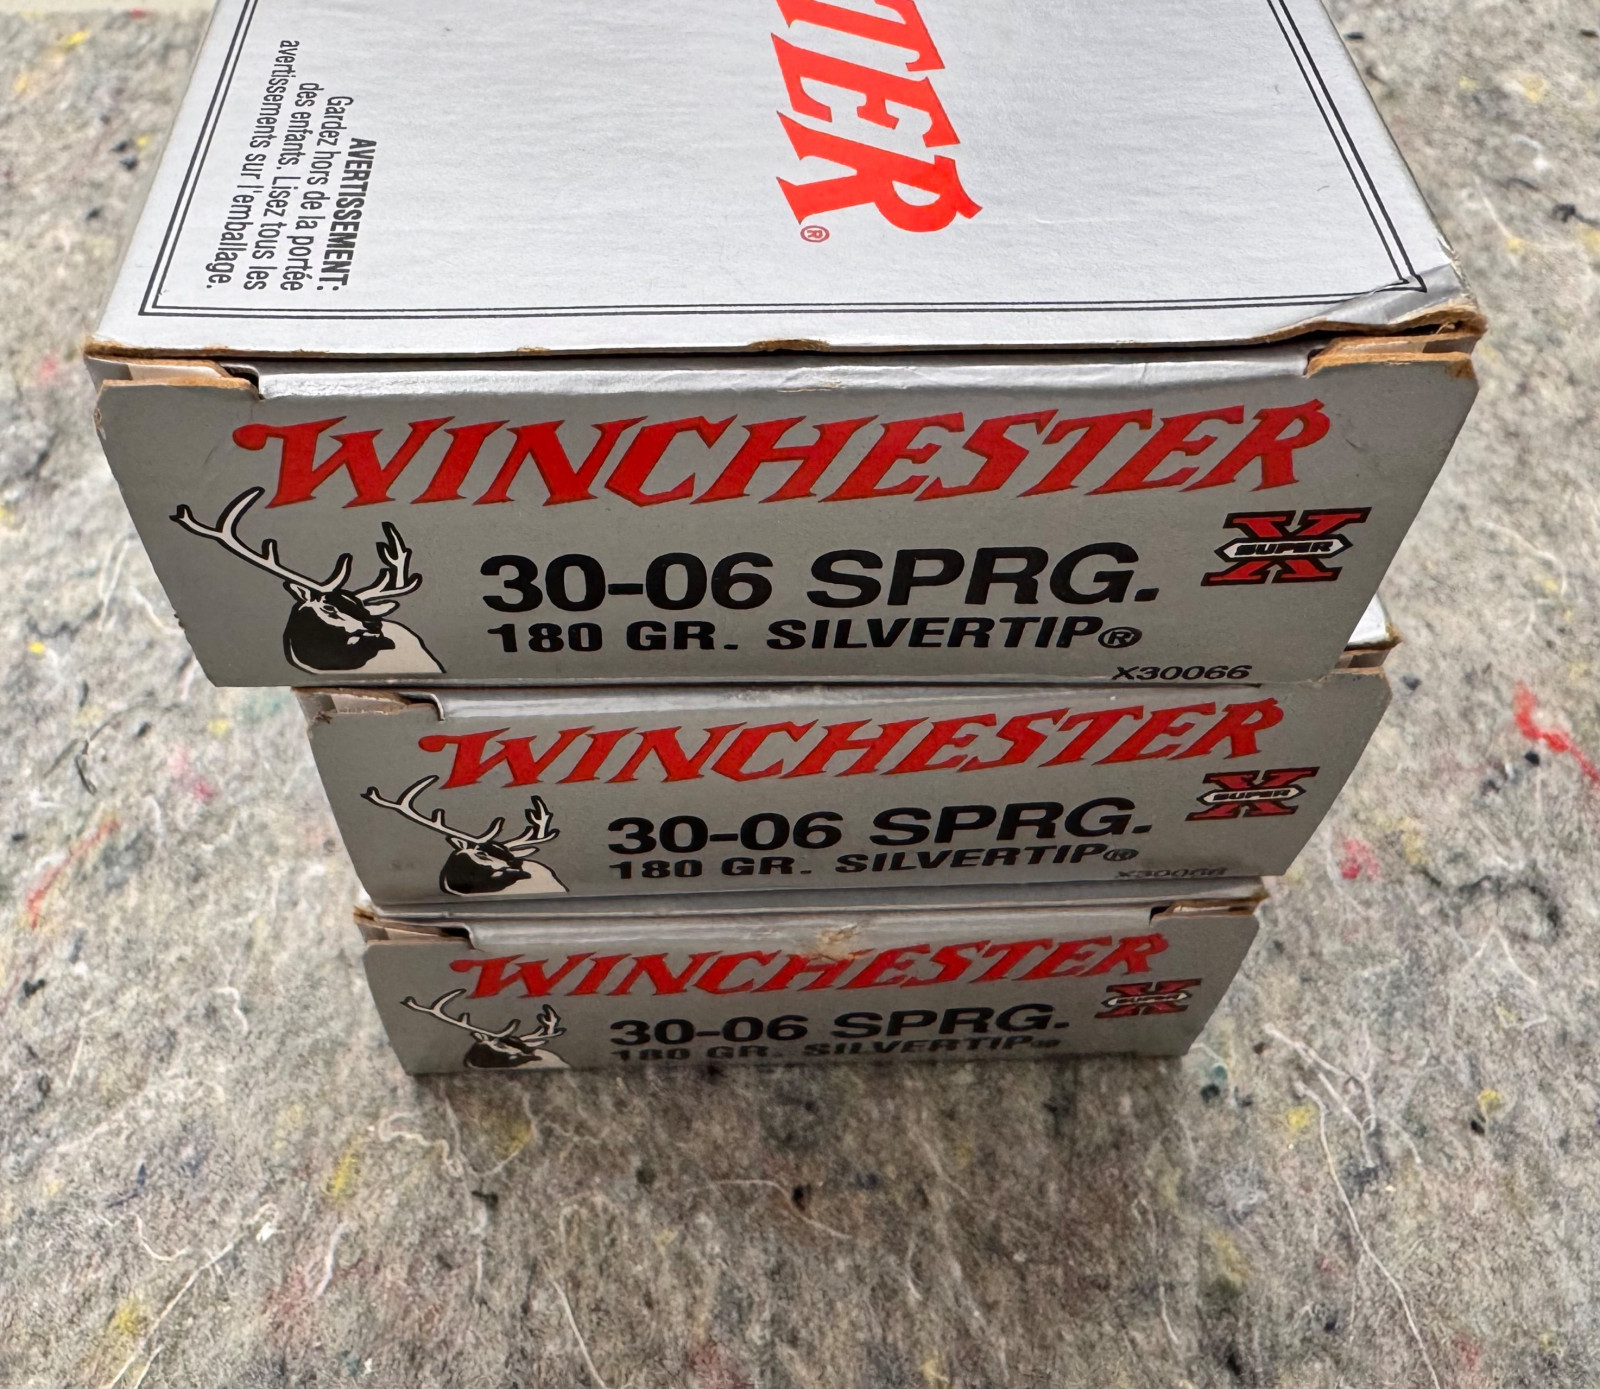 TER®
AVERTISSEMENT:
Gardez hors de la portée
des enfants. Lisez tous les
avertissements sur l'emballage.
WINCHESTER
SUPER X
30-06 SPRG.
180 GR. SILVERTIP®
X30066
WINCHESTER
SUPER X
30-06 SPRG.
180 GR. SILVERTIP®
X30066
WINCHESTER
SUPER X
30-06 SPRG.
180 GR. SILVERTIP®